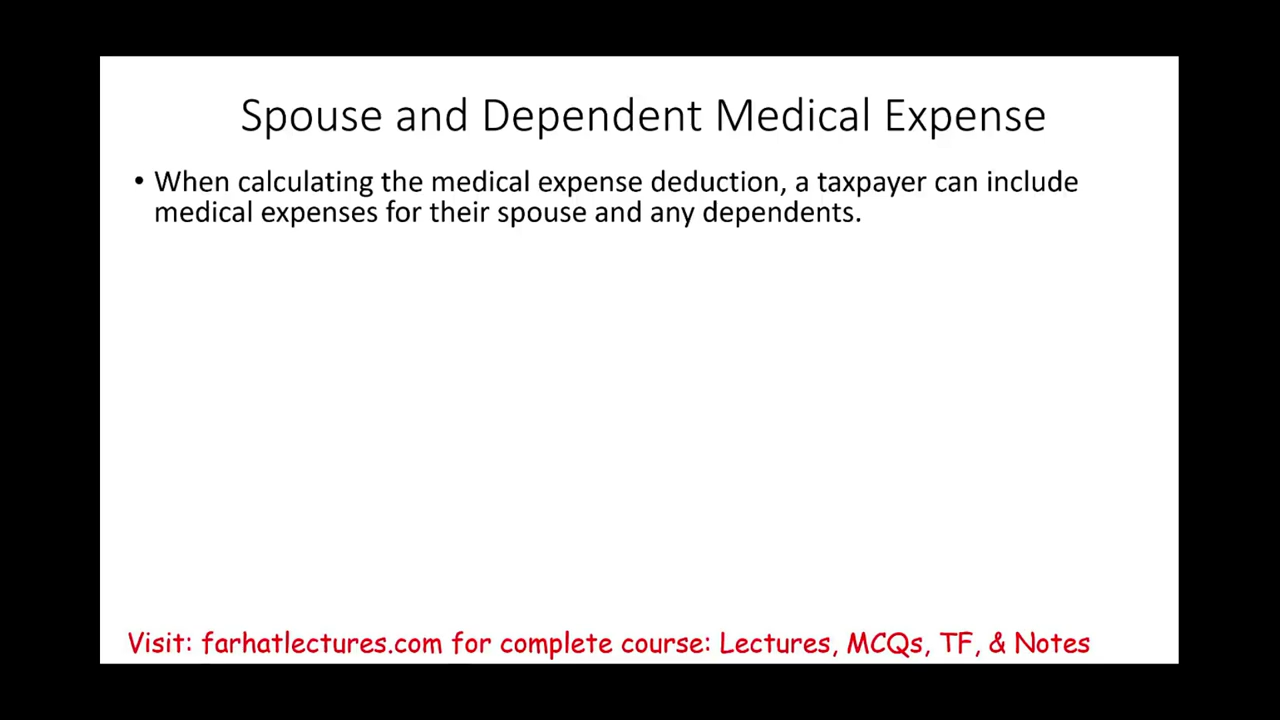 Spouse and Dependent Medical Expense
• When calculating the medical expense deduction, a taxpayer can include
medical expenses for their spouse and any dependents.
Visit: farhatlectures.com for complete course: Lectures, MCQs, TF, & Notes